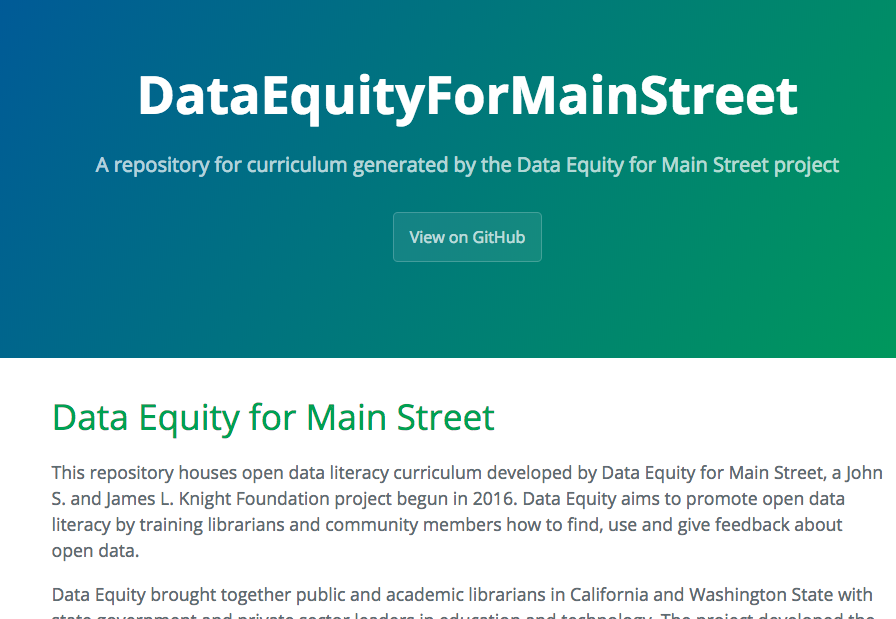 DataEquityForMainStreet
A repository for curriculum generated by the Data Equity for Main Street project
View on GitHub
Data Equity for Main Street
This repository houses open data literacy curriculum developed by Data Equity for Main Street, a John
S. and James L. Knight Foundation project begun in 2016. Data Equity aims to promote open data
literacy by training librarians and community members how to find, use and give feedback about
open data.
Data Equity brought together public and academic librarians in California and Washington State with
state government and private sector leaders in education and technology. The project developed the